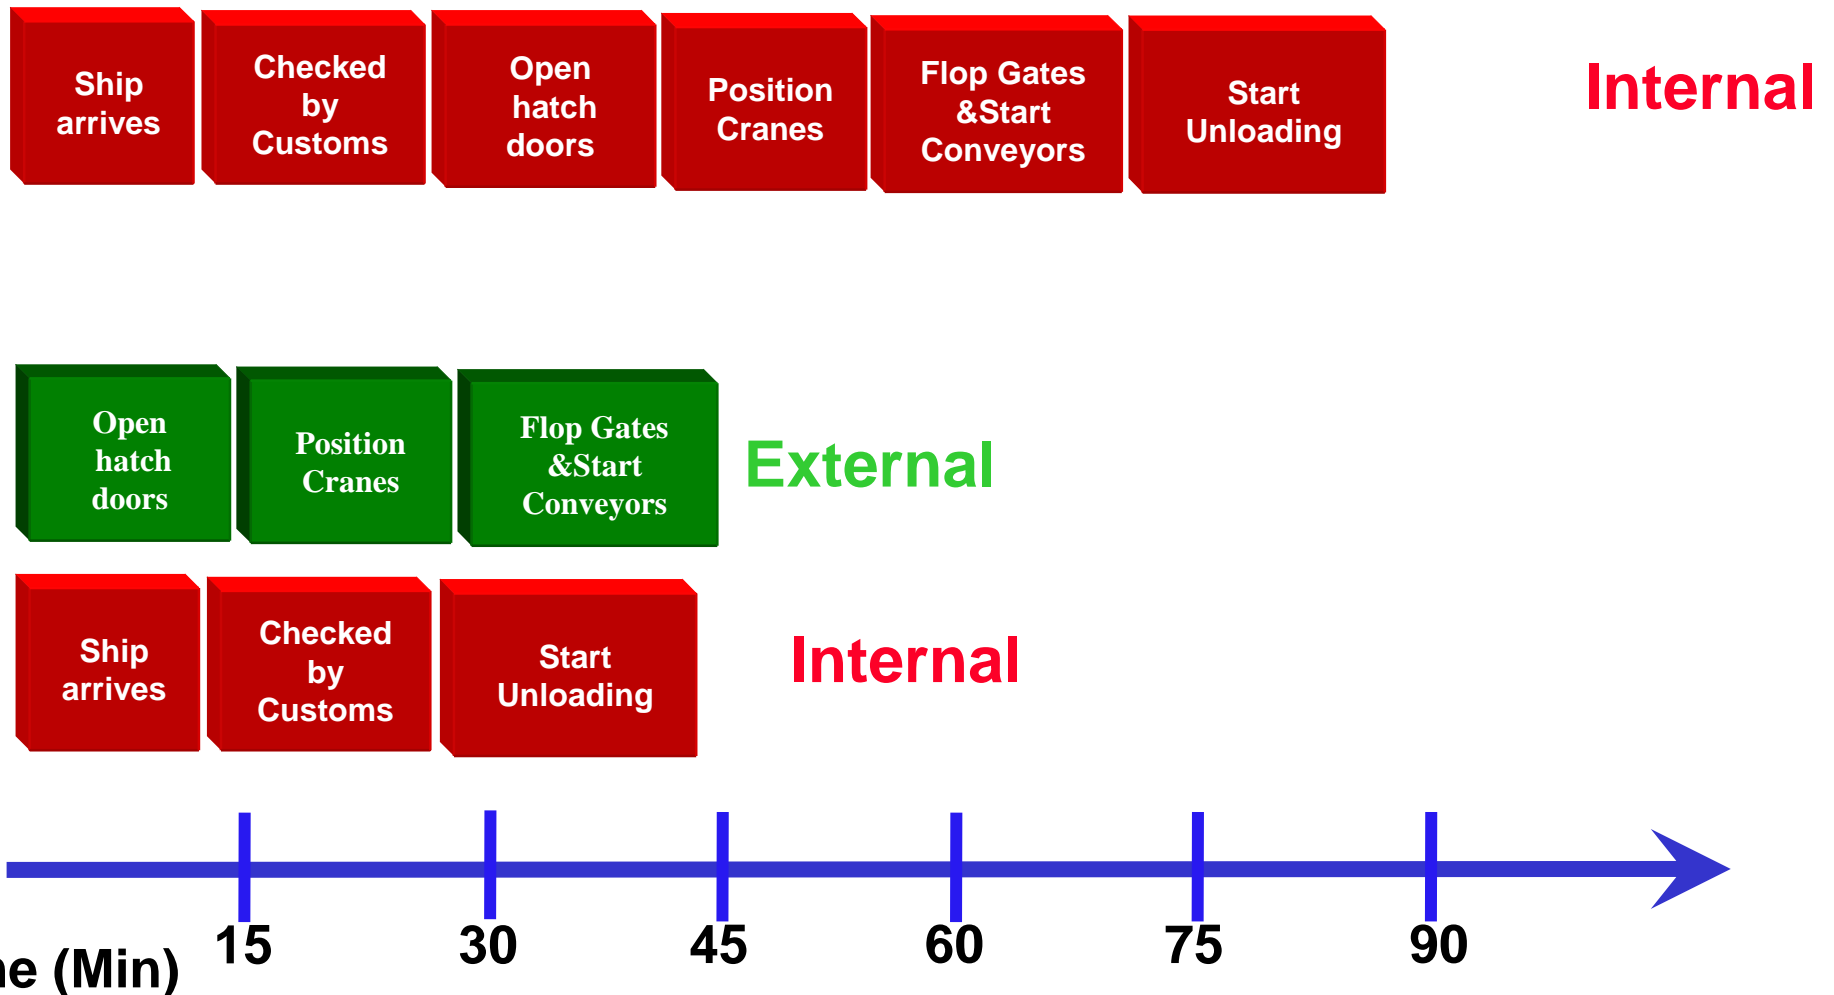 Ship
arrives
Checked
by
Customs
Open
hatch
doors
Position
Cranes
Flop Gates
&Start
Conveyors
Start
Unloading
Internal
Open
hatch
doors
Position
Cranes
Flop Gates
&Start
Conveyors
External
Ship
arrives
Checked
by
Customs
Start
Unloading
Internal
15 30 45 60 75 90
(Min)